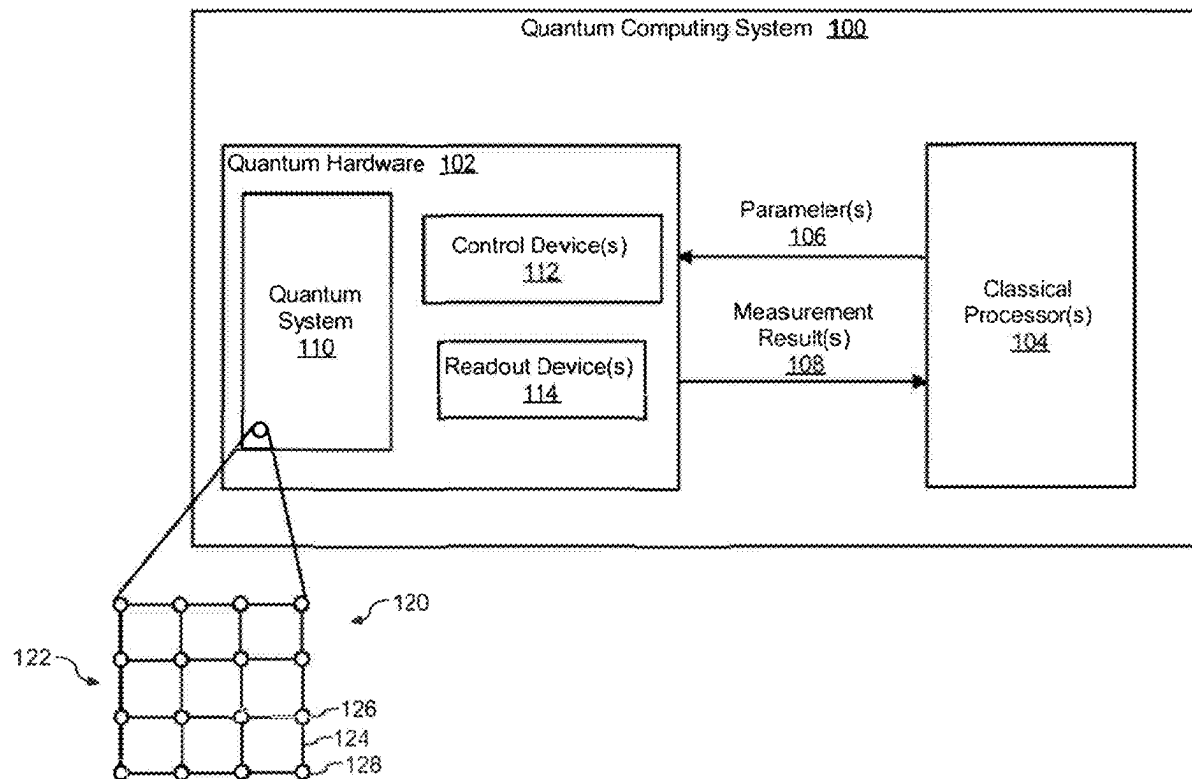 Quantum Computing System 100
Quantum Hardware 102
Quantum
System
110
Control Device(s)
112
Readout Device(s)
114
Parameter(s)
106
Measurement
Result(s)
108
Classical
Processor(s)
104
120
122
126
124
128